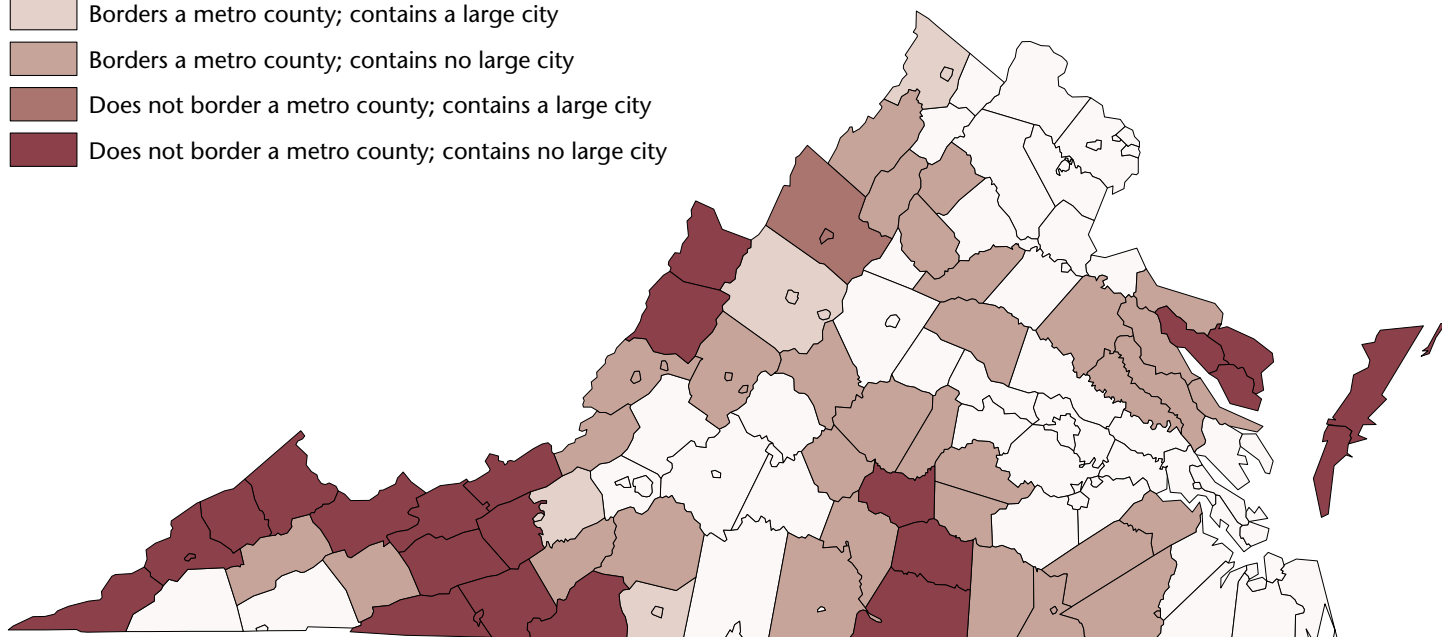 Borders a metro county; contains a large city
Borders a metro county; contains no large city
Does not border a metro county; contains a large city
Does not border a metro county; contains no large city